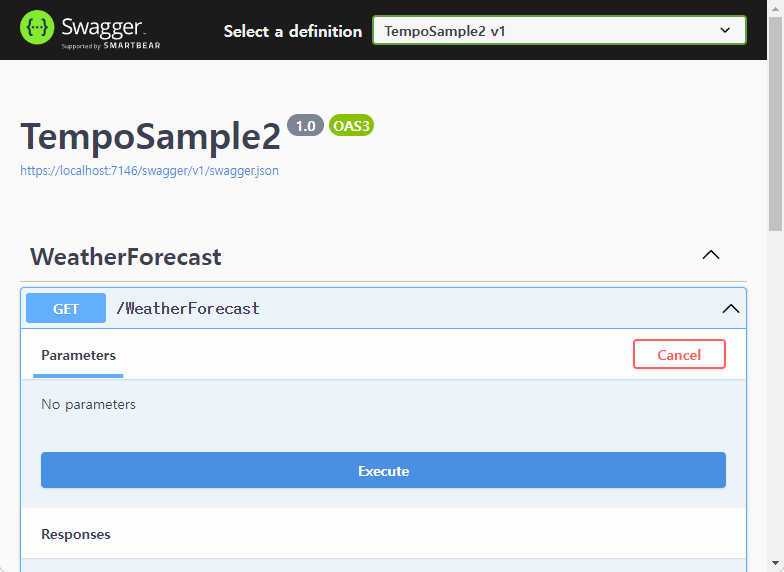 {...} Swagger
Supported by SMARTBEAR
Select a definition
TempoSample2 v1
TempoSample2 1.0 OAS3
https://localhost:7146/swagger/v1/swagger.json
WeatherForecast
GET /WeatherForecast
Parameters
Cancel
No parameters
Execute
Responses